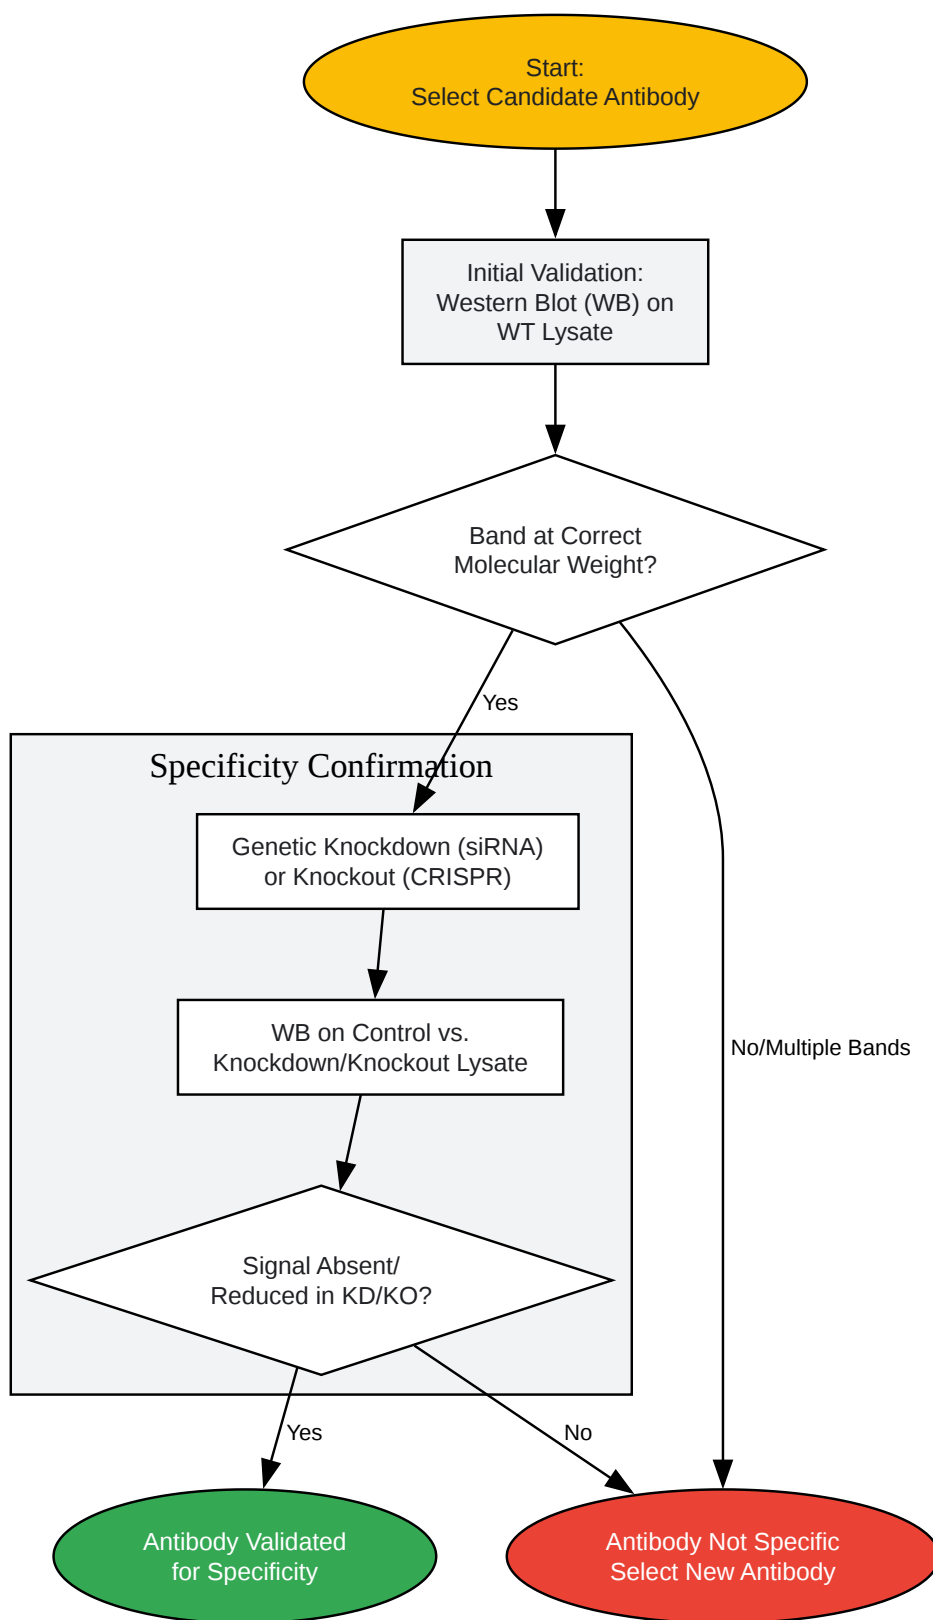 Start:
Select Candidate Antibody
Initial Validation:
Western Blot (WB) on
WT Lysate
Band at Correct
Molecular Weight?
Yes
Specificity Confirmation
Genetic Knockdown (siRNA)
or Knockout (CRISPR)
WB on Control vs.
Knockdown/Knockout Lysate
No/Multiple Bands
Signal Absent/
Reduced in KD/KO?
Yes
No
Antibody Validated
for Specificity
Antibody Not Specific
Select New Antibody